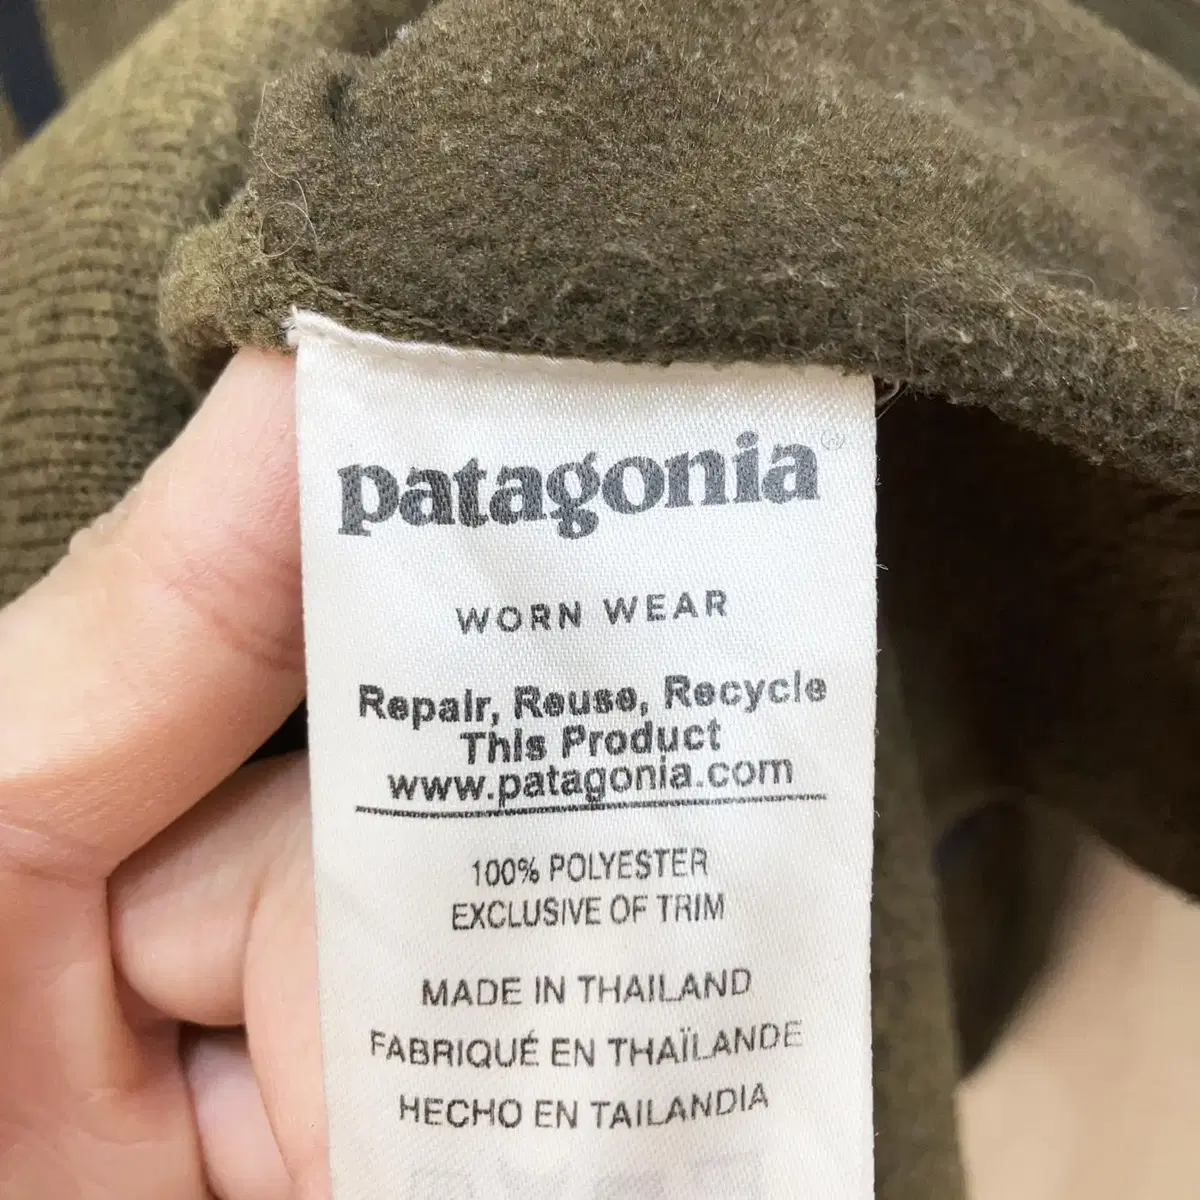 patagonia®
WORN WEAR
Repair, Reuse, Recycle
This Product
www.patagonia.com
100% POLYESTER
EXCLUSIVE OF TRIM
MADE IN THAILAND
FABRIQUÉ EN THAÏLANDE
HECHO EN TAILANDIA